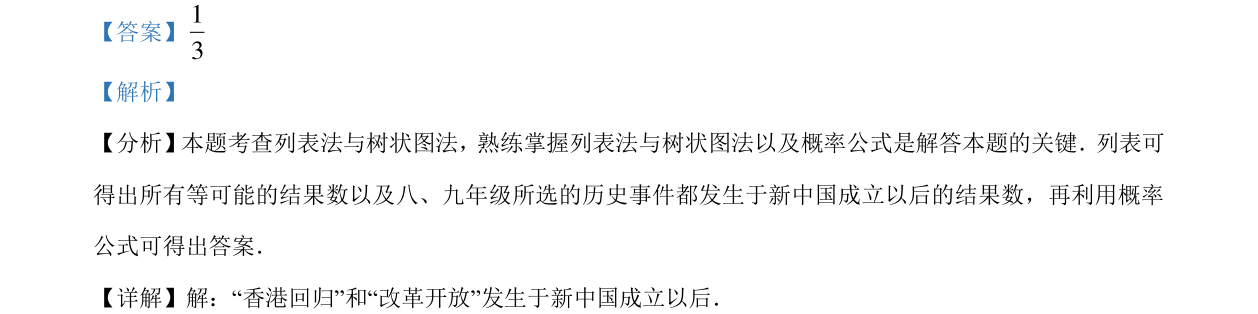 【答案】1/3
【解析】
【分析】本题考查列表法与树状图法，熟练掌握列表法与树状图法以及概率公式是解答本题的关键．列表可
得出所有等可能的结果数以及八、九年级所选的历史事件都发生于新中国成立以后的结果数，再利用概率
公式可得出答案．
【详解】解：“香港回归”和“改革开放”发生于新中国成立以后．